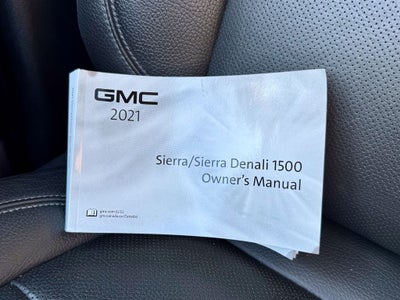 GMC
2021
Sierra/Sierra Denali 1500
Owner's Manual